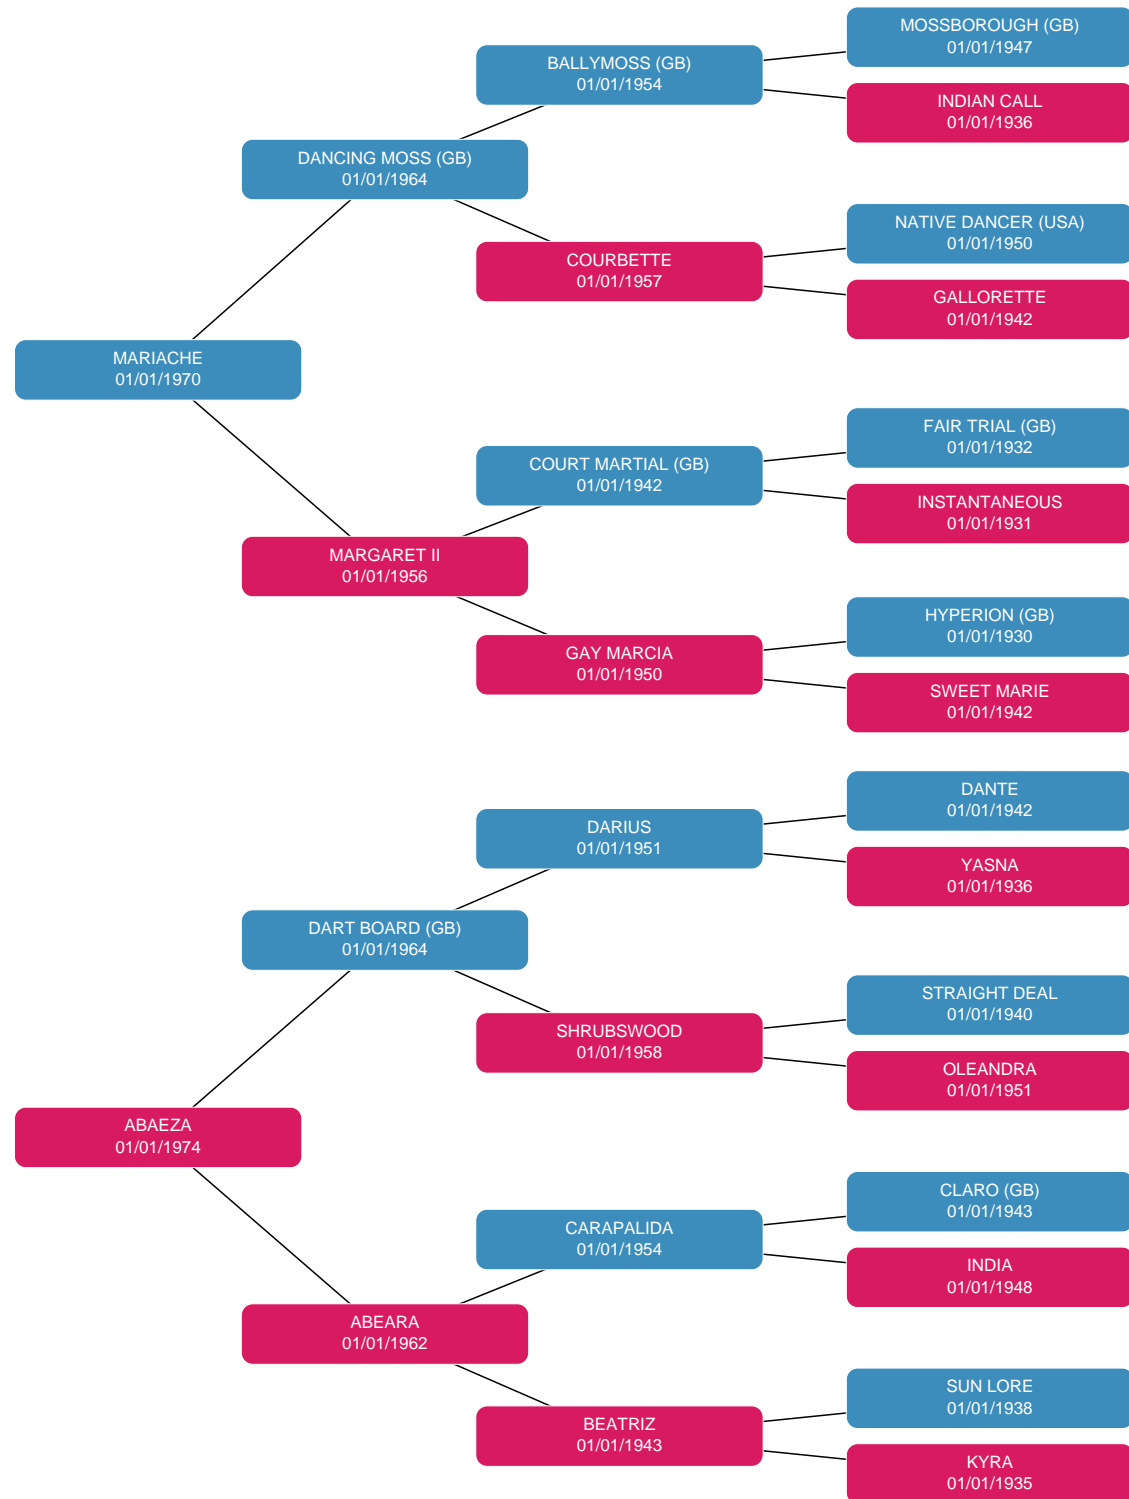 MOSSBOROUGH (GB)
01/01/1947
BALLYMOSS (GB)
01/01/1954
INDIAN CALL
01/01/1936
DANCING MOSS (GB)
01/01/1964
NATIVE DANCER (USA)
01/01/1950
COURBETTE
01/01/1957
GALLORETTE
01/01/1942
MARIACHE
01/01/1970
FAIR TRIAL (GB)
01/01/1932
COURT MARTIAL (GB)
01/01/1942
INSTANTANEOUS
01/01/1931
MARGARET II
01/01/1956
HYPERION (GB)
01/01/1930
GAY MARCIA
01/01/1950
SWEET MARIE
01/01/1942
DANTE
01/01/1942
DARIUS
01/01/1951
YASNA
01/01/1936
DART BOARD (GB)
01/01/1964
STRAIGHT DEAL
01/01/1940
SHRUBSWOOD
01/01/1958
OLEANDRA
01/01/1951
ABAEZA
01/01/1974
CLARO (GB)
01/01/1943
CARAPALIDA
01/01/1954
INDIA
01/01/1948
ABEARA
01/01/1962
SUN LORE
01/01/1938
BEATRIZ
01/01/1943
KYRA
01/01/1935